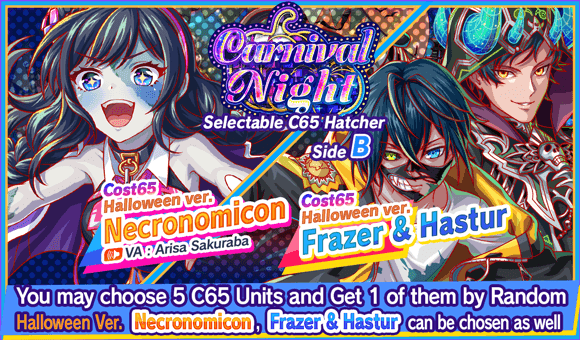 Carnival
Night
Selectable C65 Hatcher
Side B
Cost65
Halloween ver.
Necronomicon
VA : Arisa Sakuraba
Cost65
Halloween ver.
Frazer & Hastur
You may choose 5 C65 Units and Get 1 of them by Random
Halloween Ver. Necronomicon, Frazer & Hastur can be chosen as well